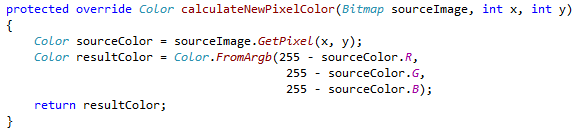 protected override Color calculateNewPixelColor(Bitmap sourceImage, int x, int y)
{
    Color sourceColor = sourceImage.GetPixel(x, y);
    Color resultColor = Color.FromArgb(255 - sourceColor.R,
                                       255 - sourceColor.G,
                                       255 - sourceColor.B);
    return resultColor;
}